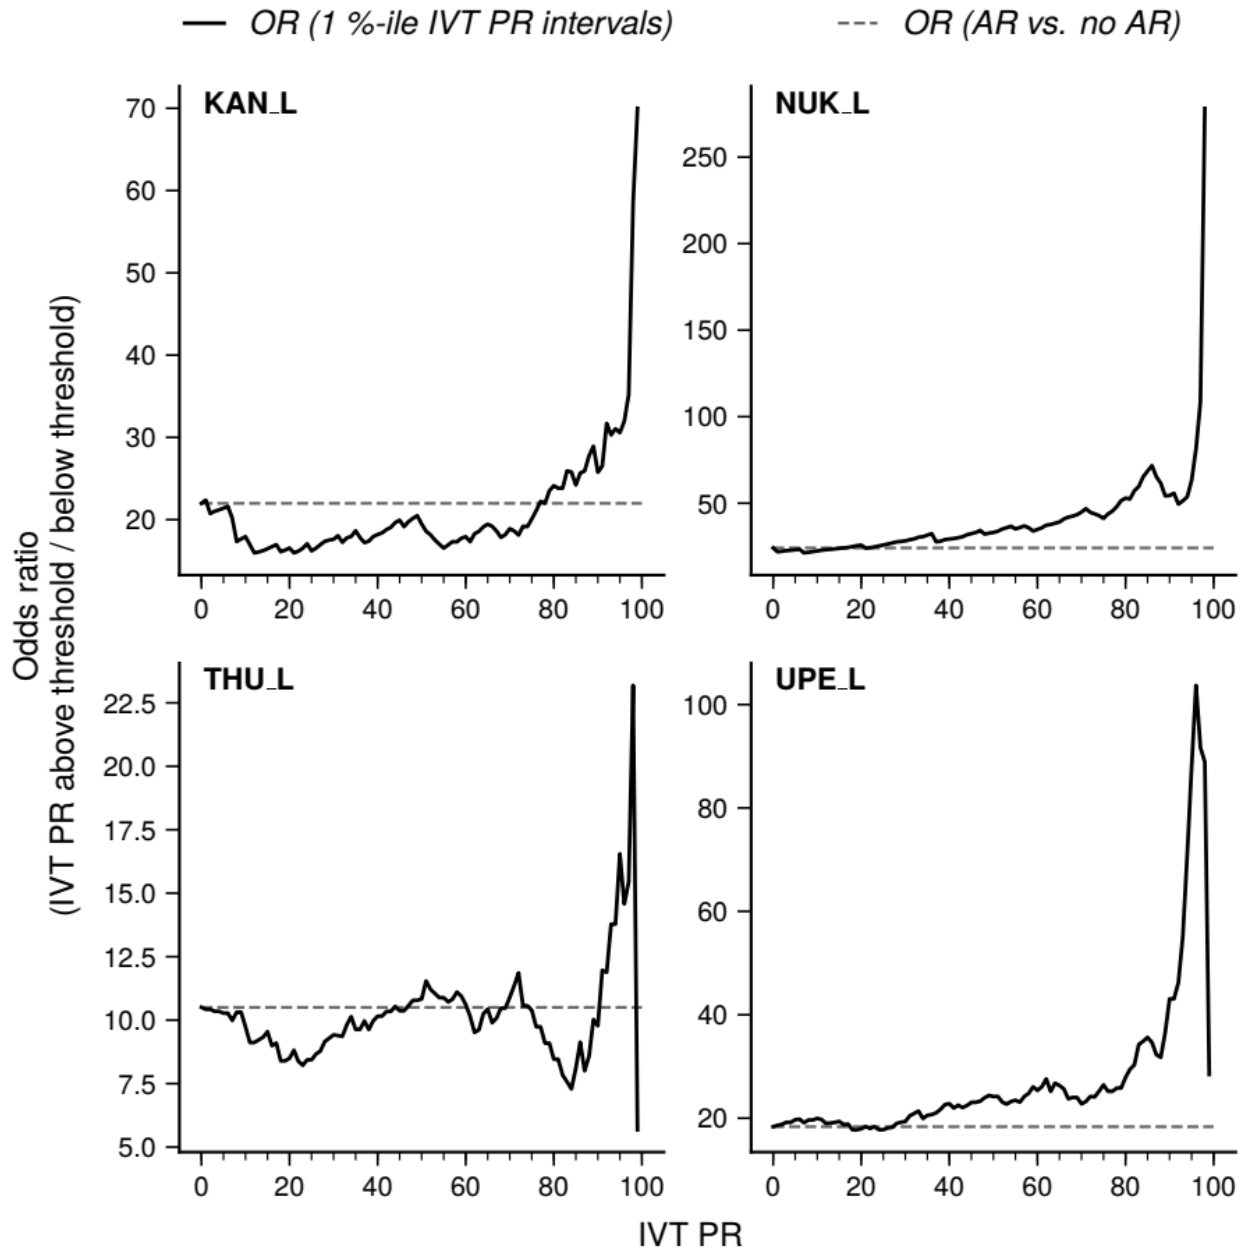 OR (1 %-ile IVT PR intervals)
OR (AR vs. no AR)
Odds ratio
(IVT PR above threshold / below threshold)
KAN_L
70
60
50
40
30
20
0 20 40 60 80 100
NUK_L
250
200
150
100
50
0 20 40 60 80 100
THU_L
22.5
20.0
17.5
15.0
12.5
10.0
7.5
5.0
0 20 40 60 80 100
UPE_L
100
80
60
40
20
0 20 40 60 80 100
IVT PR